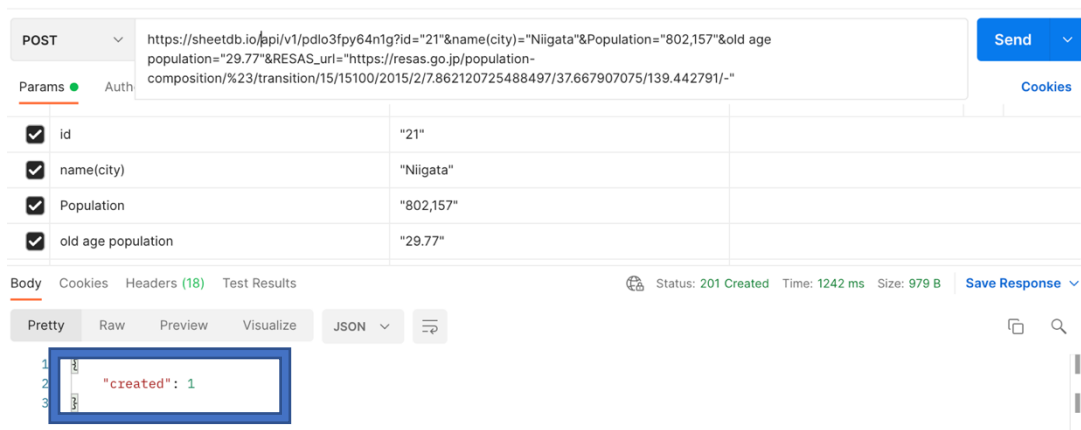 POST
https://sheetdb.io/api/v1/pdlo3fpy64n1g?id="21"&name(city)="Niigata"&Population="802,157"&old age
population="29.77"&RESAS_url="https://resas.go.jp/population-
composition/%23/transition/15/15100/2015/2/7.862120725488497/37.667907075/139.442791/-"
Send
Params Auth Cookies
id "21"
name(city) "Niigata"
Population "802,157"
old age population "29.77"
Body Cookies Headers (18) Test Results Status: 201 Created Time: 1242 ms Size: 979 B Save Response
Pretty Raw Preview Visualize JSON
1 {
2 "created": 1
3 }